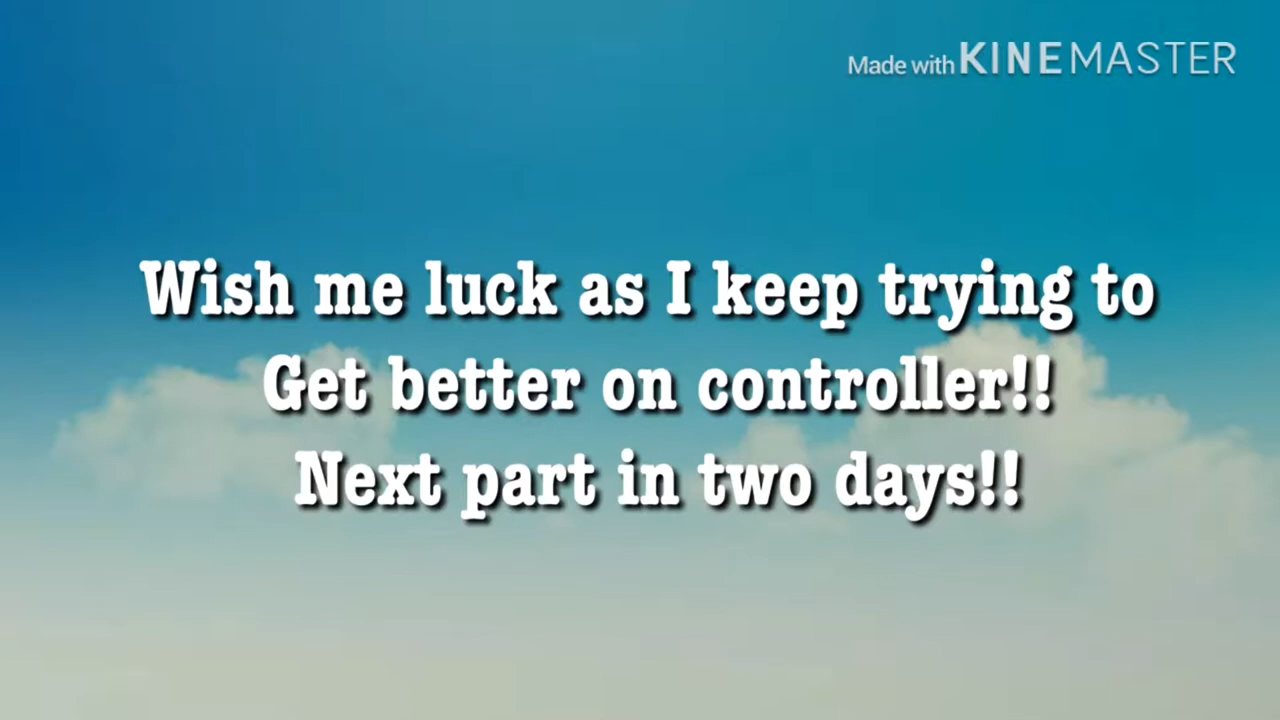 Made with KINEMASTER
Wish me luck as I keep trying to
Get better on controller!!
Next part in two days!!